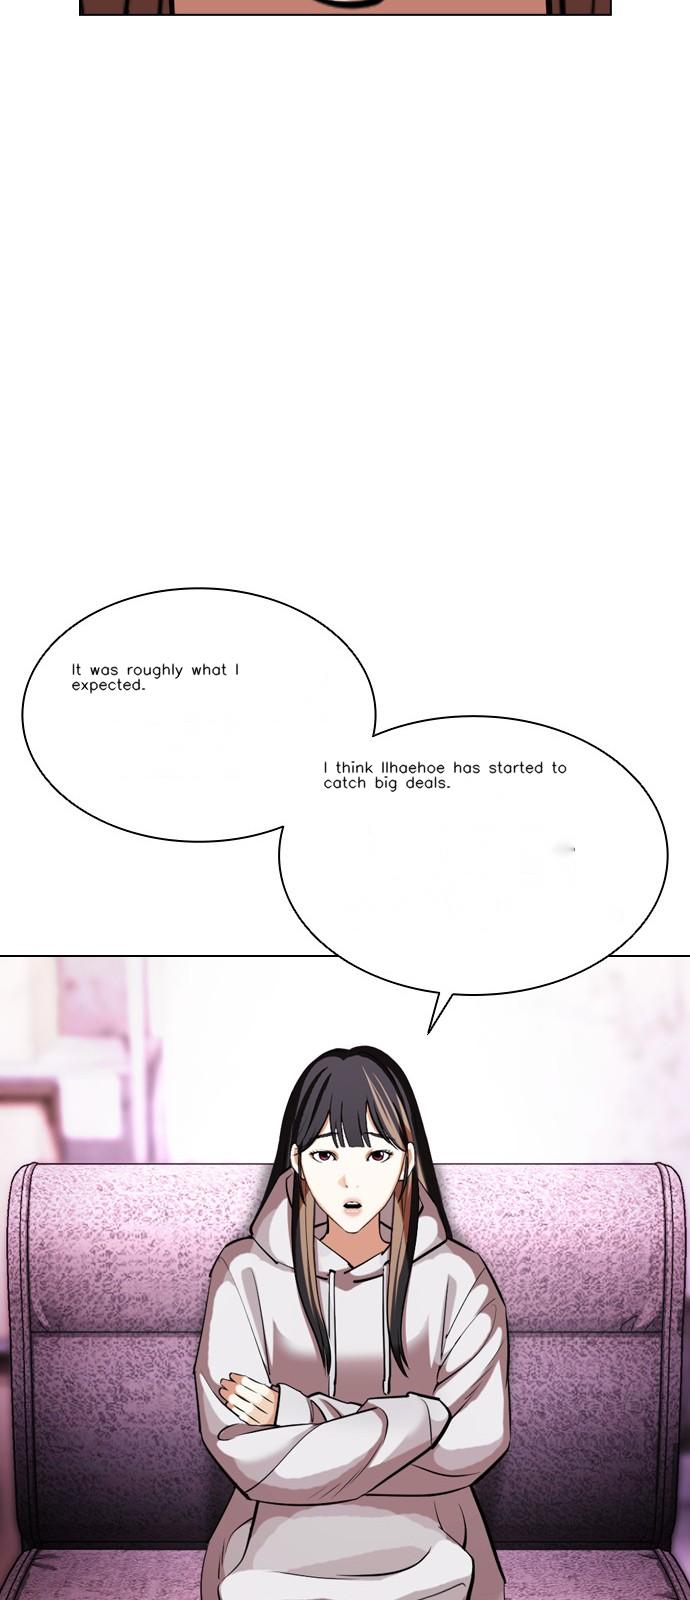 It was roughly what I
expected.
I think Ilhaehoe has started to
catch big deals.